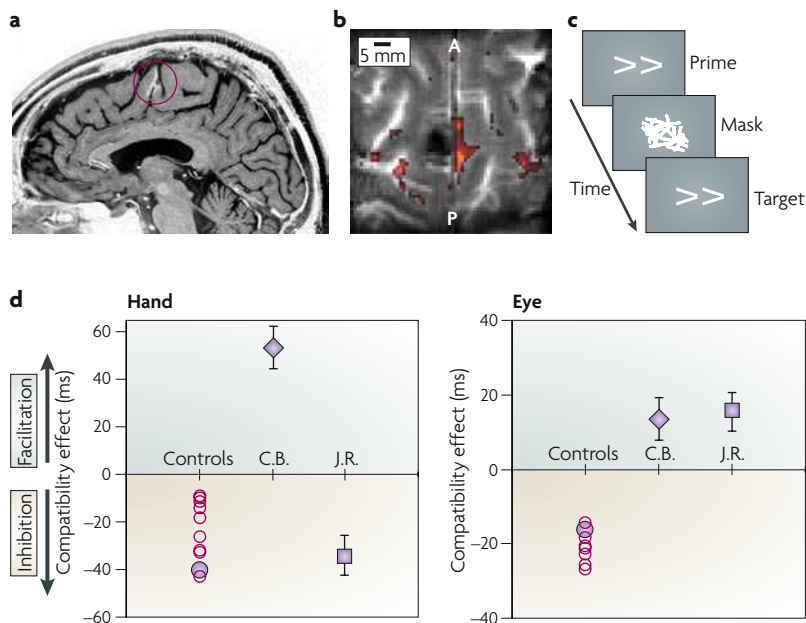 a
b
A
5 mm
P
c
>>
Prime
Mask
>>
Target
Time
d
Hand
Facilitation
Inhibition
Compatibility effect (ms)
60
40
20
0
−20
−40
−60
Controls
C.B.
J.R.
Eye
Compatibility effect (ms)
40
20
0
−20
−40
Controls
C.B.
J.R.